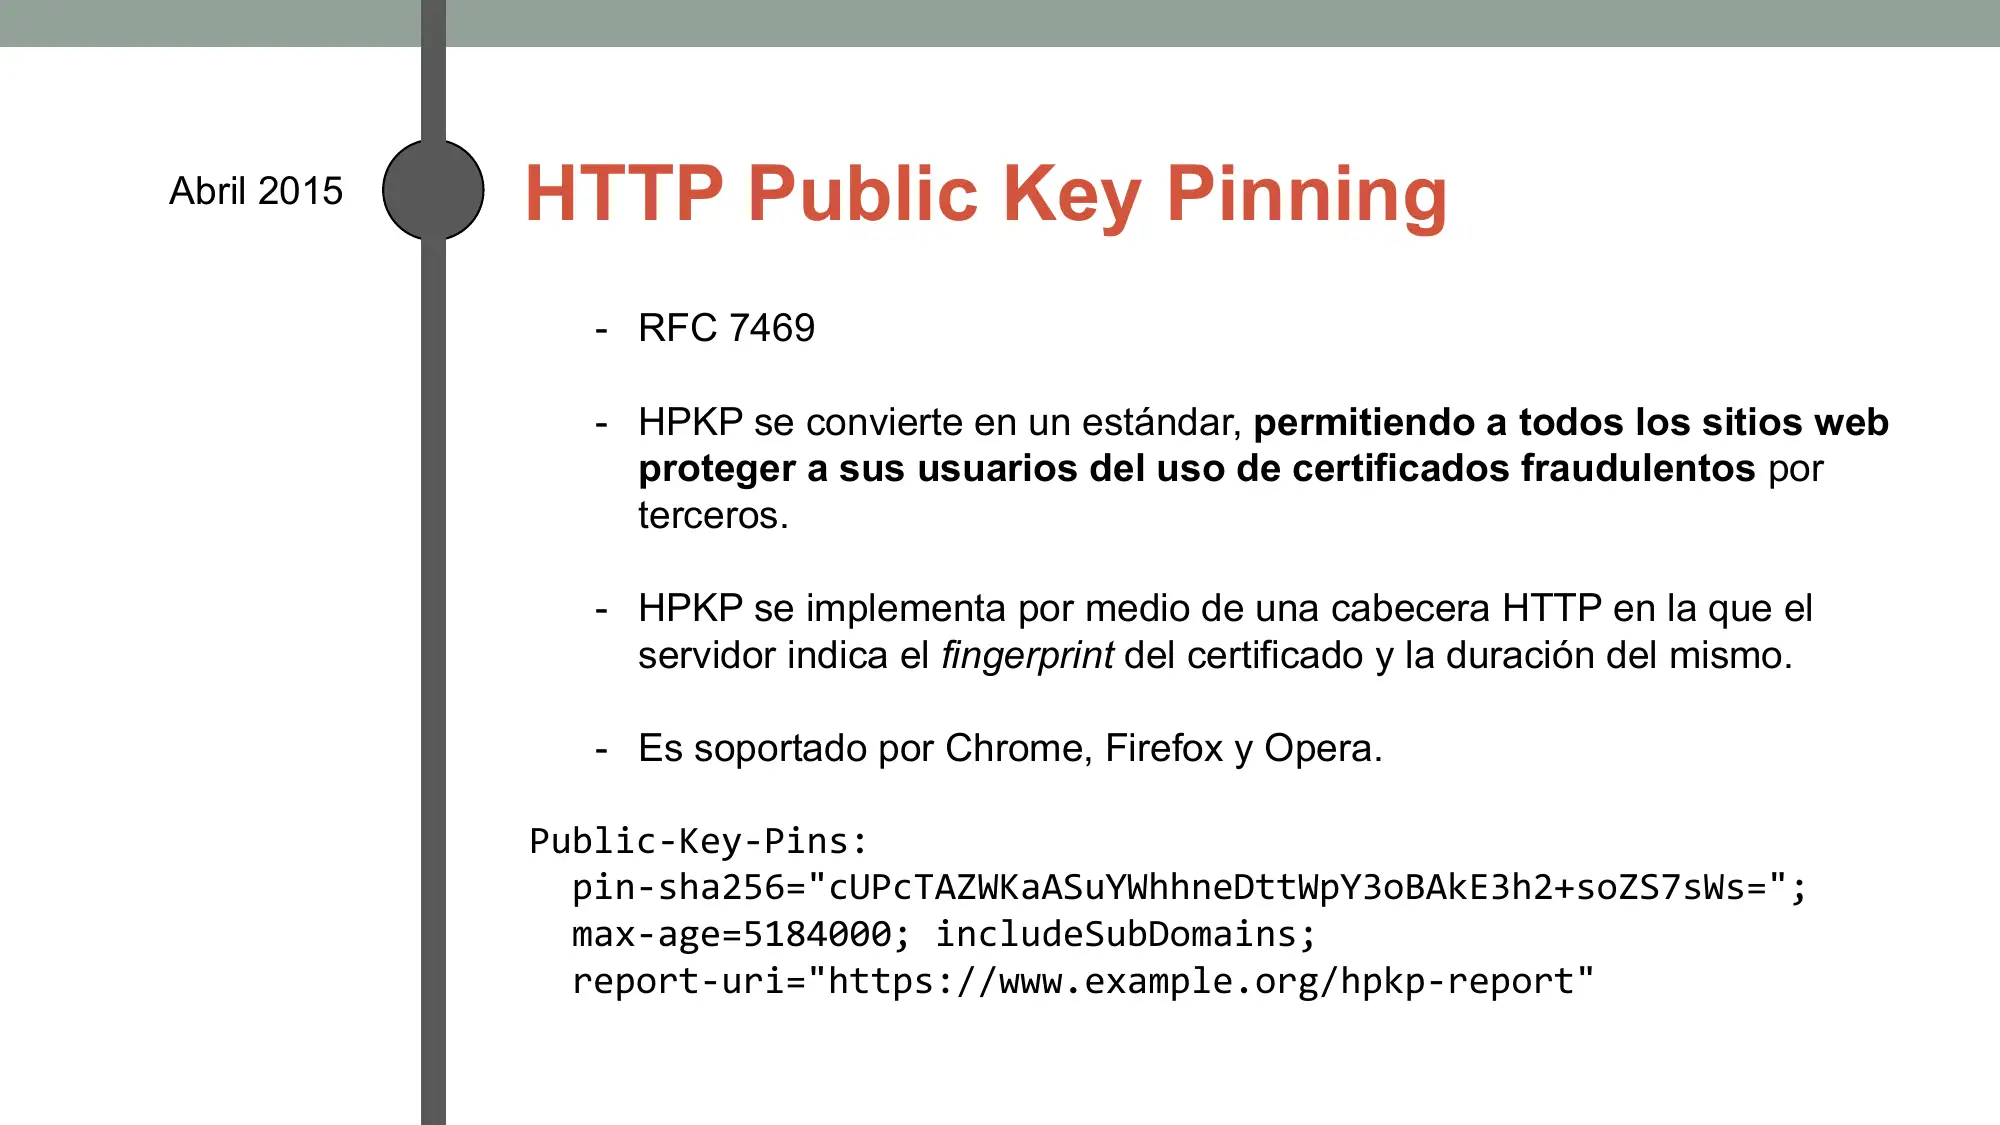 Abril 2015
HTTP Public Key Pinning
- RFC 7469
- HPKP se convierte en un estándar, permitiendo a todos los sitios web
proteger a sus usuarios del uso de certificados fraudulentos por
terceros.
- HPKP se implementa por medio de una cabecera HTTP en la que el
servidor indica el fingerprint del certificado y la duración del mismo.
- Es soportado por Chrome, Firefox y Opera.
Public-Key-Pins:
pin-sha256="cUPcTAZWKaASuYWhhneDttWpY3oBAkE3h2+soZS7sWs=";
max-age=5184000; includeSubDomains;
report-uri="https://www.example.org/hpkp-report"